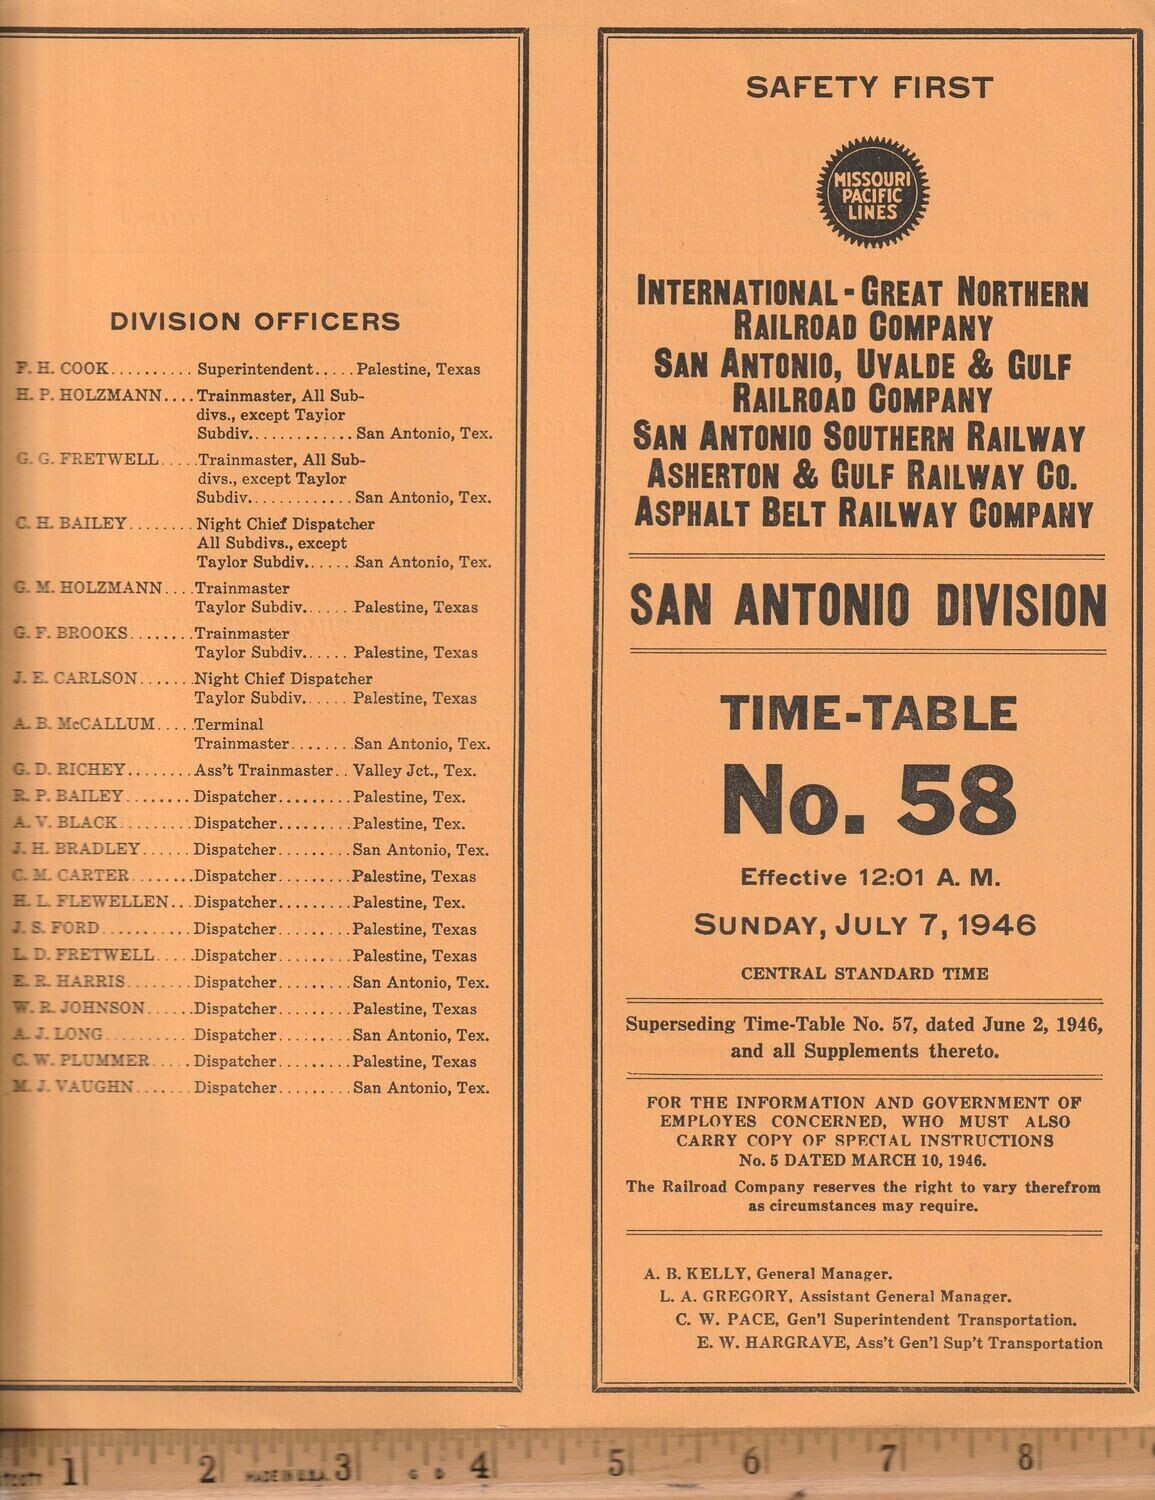 DIVISION OFFICERS
F. H. COOK.......... Superintendent..... Palestine, Texas
H. P. HOLZMANN.... Trainmaster, All Sub-
divs., except Taylor
Subdiv............. San Antonio, Tex.
G. G. FRETWELL..... Trainmaster, All Sub-
divs., except Taylor
Subdiv............. San Antonio, Tex.
C. H. BAILEY........ Night Chief Dispatcher
All Subdivs., except
Taylor Subdiv...... San Antonio, Tex.
G. M. HOLZMANN.... Trainmaster
Taylor Subdiv...... Palestine, Texas
G. F. BROOKS........ Trainmaster
Taylor Subdiv...... Palestine, Texas
J. E. CARLSON....... Night Chief Dispatcher
Taylor Subdiv...... Palestine, Texas
A. B. McCALLUM..... Terminal
Trainmaster........ San Antonio, Tex.
G. D. RICHEY........ Ass't Trainmaster.. Valley Jct., Tex.
R. P. BAILEY........ Dispatcher......... Palestine, Tex.
A. V. BLACK......... Dispatcher......... Palestine, Tex.
J. H. BRADLEY...... Dispatcher......... San Antonio, Tex.
C. M. CARTER....... Dispatcher......... Palestine, Texas
H. L. FLEWELLEN... Dispatcher......... Palestine, Tex.
J. S. FORD........... Dispatcher......... Palestine, Texas
L. D. FRETWELL..... Dispatcher......... Palestine, Texas
E. R. HARRIS........ Dispatcher......... San Antonio, Tex.
W. R. JOHNSON...... Dispatcher......... Palestine, Texas
A. J. LONG........... Dispatcher......... San Antonio, Tex.
C. W. PLUMMER..... Dispatcher......... Palestine, Texas
M. J. VAUGHN....... Dispatcher......... San Antonio, Tex.
SAFETY FIRST
MISSOURI
PACIFIC
LINES
INTERNATIONAL - GREAT NORTHERN
RAILROAD COMPANY
SAN ANTONIO, UVALDE & GULF
RAILROAD COMPANY
SAN ANTONIO SOUTHERN RAILWAY
ASHERTON & GULF RAILWAY CO.
ASPHALT BELT RAILWAY COMPANY
SAN ANTONIO DIVISION
TIME-TABLE
No. 58
Effective 12:01 A. M.
SUNDAY, JULY 7, 1946
CENTRAL STANDARD TIME
Superseding Time-Table No. 57, dated June 2, 1946,
and all Supplements thereto.
FOR THE INFORMATION AND GOVERNMENT OF
EMPLOYES CONCERNED, WHO MUST ALSO
CARRY COPY OF SPECIAL INSTRUCTIONS
No. 5 DATED MARCH 10, 1946.
The Railroad Company reserves the right to vary therefrom
as circumstances may require.
A. B. KELLY, General Manager.
L. A. GREGORY, Assistant General Manager.
C. W. PACE, Gen'l Superintendent Transportation.
E. W. HARGRAVE, Ass't Gen'l Sup't Transportation
1 2 MADE IN U.S.A. 3 4 5 6 7 8